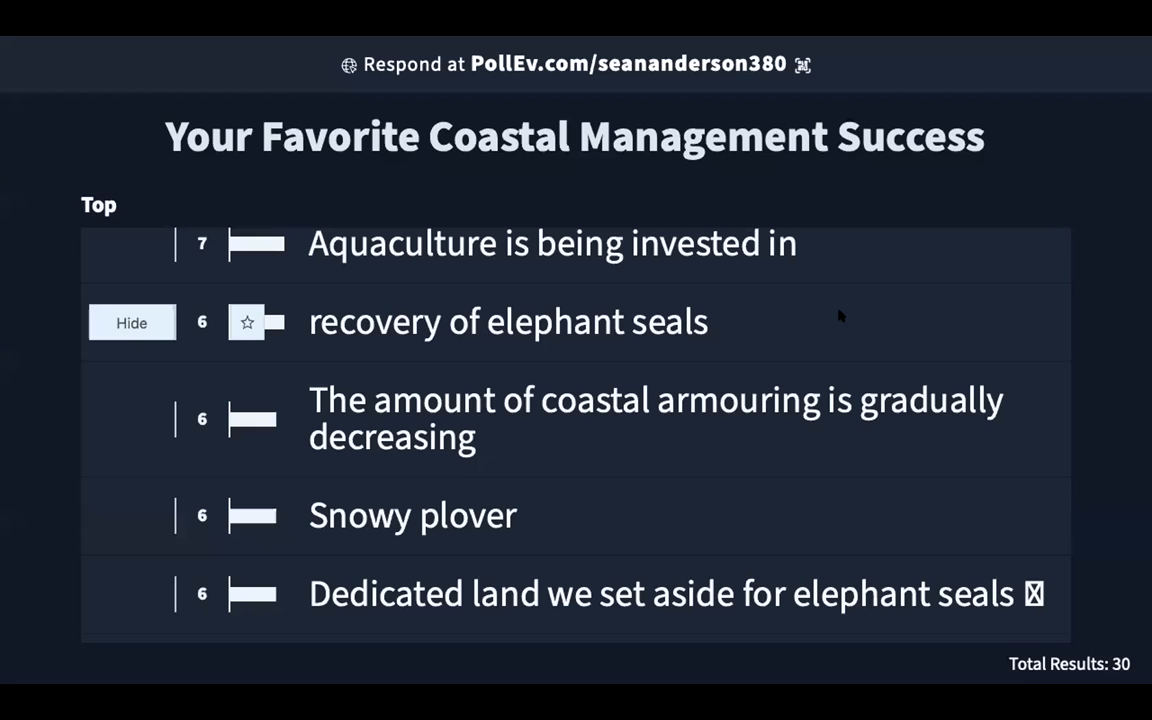 Respond at PollEv.com/seananderson380
Your Favorite Coastal Management Success
Top
7 Aquaculture is being invested in
Hide 6 recovery of elephant seals
6 The amount of coastal armouring is gradually
decreasing
6 Snowy plover
6 Dedicated land we set aside for elephant seals
Total Results: 30